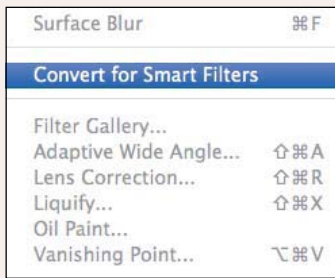 Surface Blur ⌘F
Convert for Smart Filters
Filter Gallery...
Adaptive Wide Angle... ⇧⌘A
Lens Correction... ⇧⌘R
Liquify... ⇧⌘X
Oil Paint...
Vanishing Point... ⌥⌘V